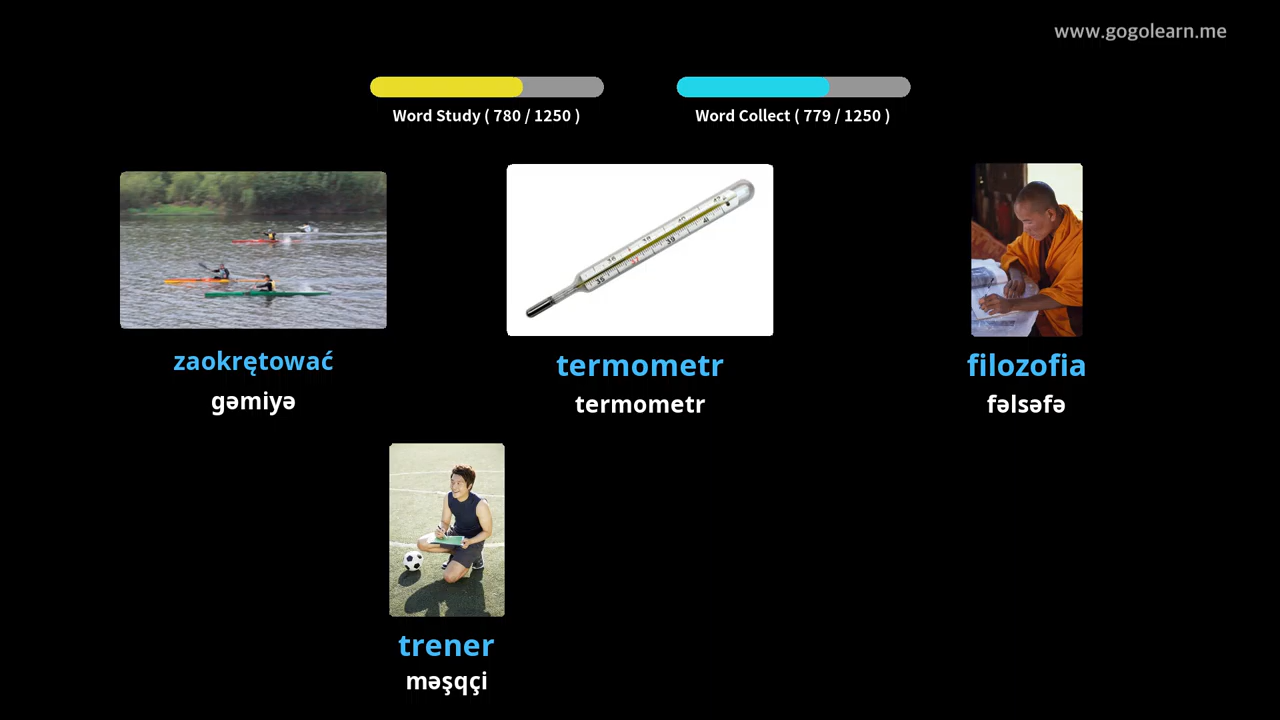 www.gogolearn.me
Word Study ( 780 / 1250 )
Word Collect ( 779 / 1250 )
zaokrętować
gəmiyə
termometr
termometr
filozofia
fəlsəfə
trener
məşqçi